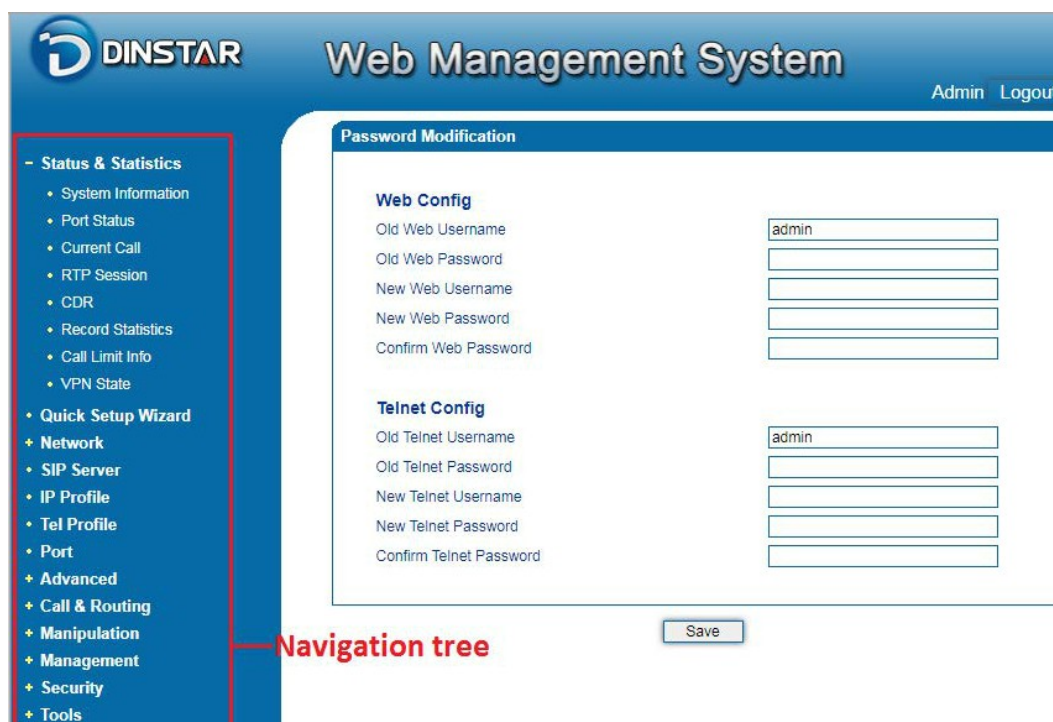 DINSTAR
Web Management System
Admin Logout
− Status & Statistics
• System Information
• Port Status
• Current Call
• RTP Session
• CDR
• Record Statistics
• Call Limit Info
• VPN State
• Quick Setup Wizard
+ Network
• SIP Server
• IP Profile
• Tel Profile
• Port
+ Advanced
+ Call & Routing
+ Manipulation
+ Management
+ Security
+ Tools
Navigation tree
Password Modification
Web Config
Old Web Username admin
Old Web Password
New Web Username
New Web Password
Confirm Web Password
Telnet Config
Old Telnet Username admin
Old Telnet Password
New Telnet Username
New Telnet Password
Confirm Telnet Password
Save